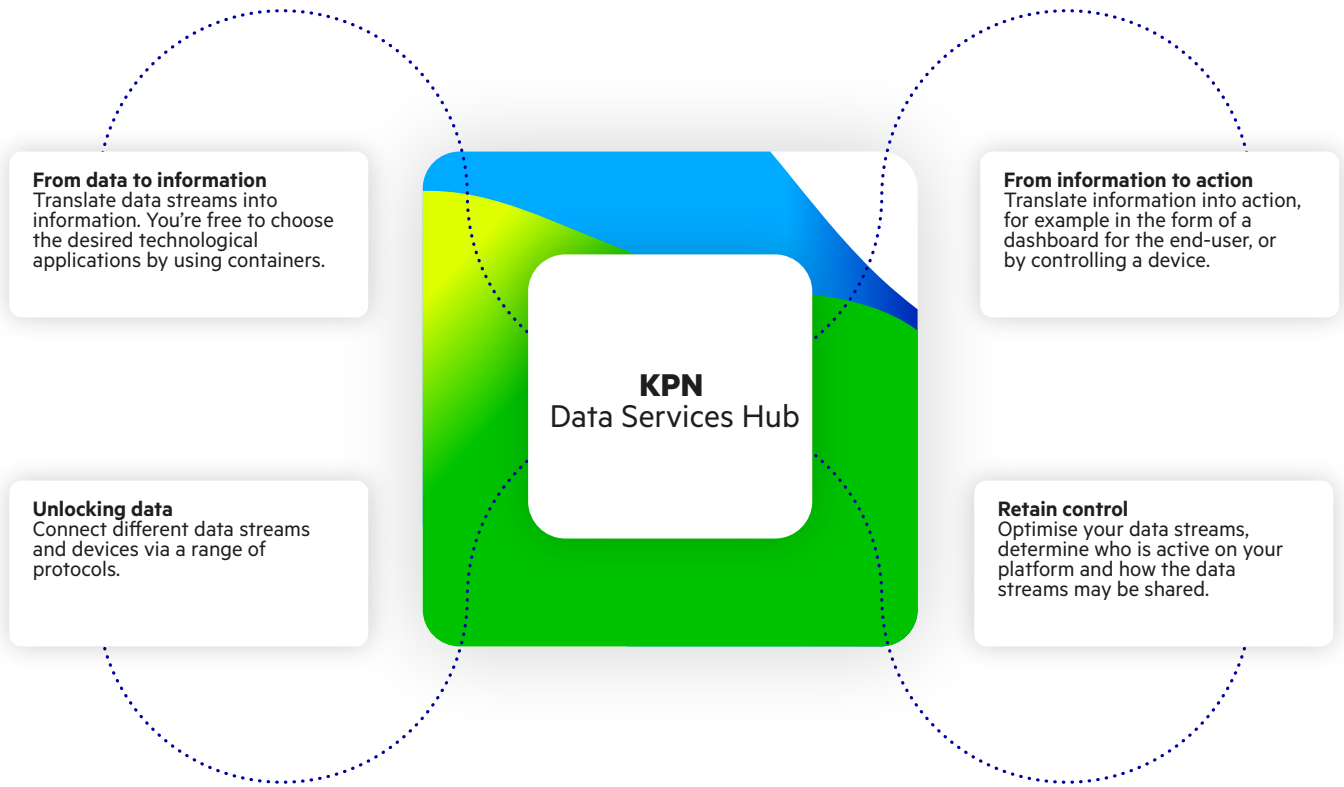 From data to information
Translate data streams into
information. You’re free to choose
the desired technological
applications by using containers.
From information to action
Translate information into action,
for example in the form of a
dashboard for the end-user, or
by controlling a device.
KPN
Data Services Hub
Unlocking data
Connect different data streams
and devices via a range of
protocols.
Retain control
Optimise your data streams,
determine who is active on your
platform and how the data
streams may be shared.